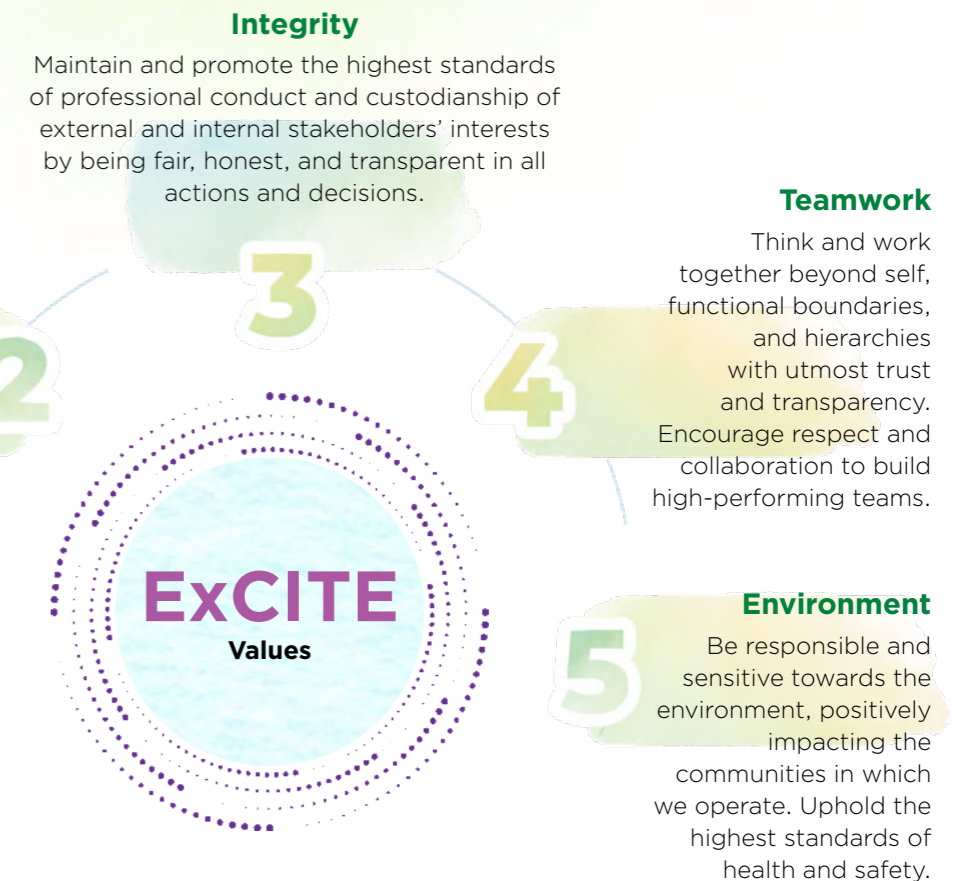 Integrity
Maintain and promote the highest standards
of professional conduct and custodianship of
external and internal stakeholders’ interests
by being fair, honest, and transparent in all
actions and decisions.
3
2
4
Teamwork
Think and work
together beyond self,
functional boundaries,
and hierarchies
with utmost trust
and transparency.
Encourage respect and
collaboration to build
high-performing teams.
ExCITE
Values
5
Environment
Be responsible and
sensitive towards the
environment, positively
impacting the
communities in which
we operate. Uphold the
highest standards of
health and safety.